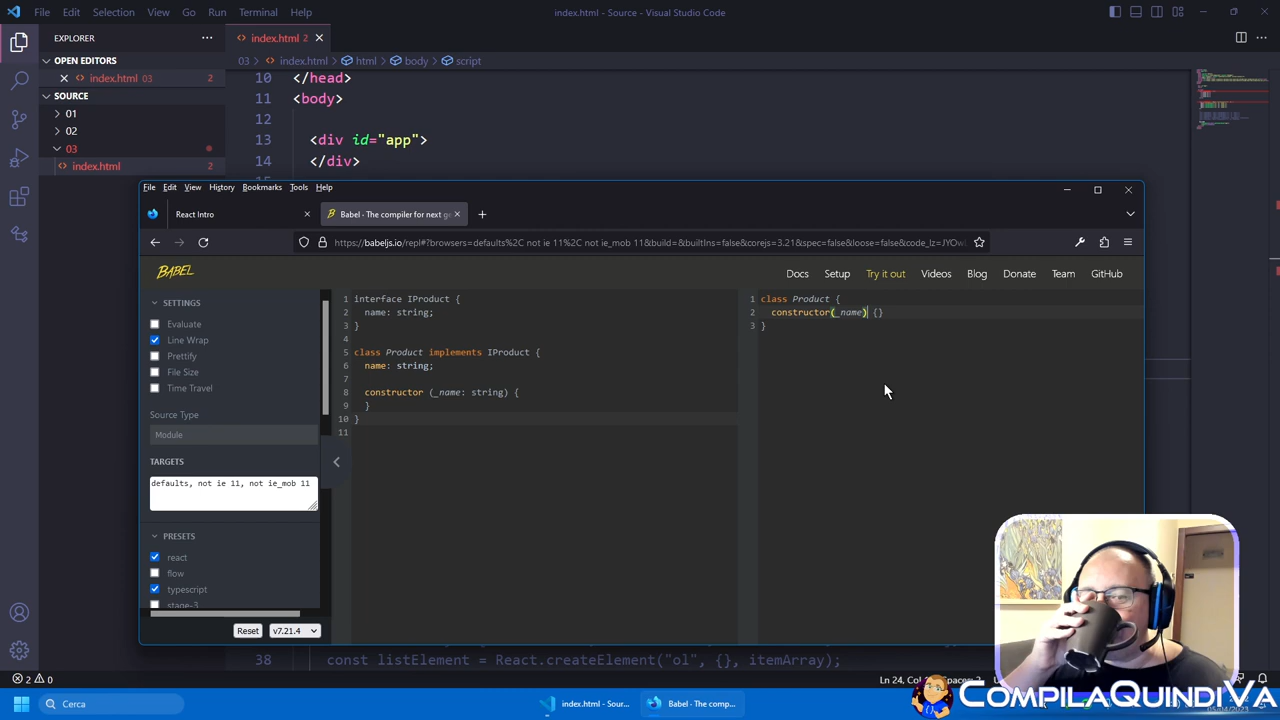 File Edit Selection View Go Run Terminal Help
index.html - Source - Visual Studio Code
EXPLORER
index.html 2
OPEN EDITORS
03 > index.html > html > body > script
index.html 03 2
SOURCE
01
02
03
index.html 2
10 </head>
11 <body>
12
13 <div id="app">
14 </div>
File Edit View History Bookmarks Tools Help
React Intro
Babel · The compiler for next ge
https://babeljs.io/repl#?browsers=defaults%2C not ie 11%2C not ie_mob 11&build=&builtIns=false&corejs=3.21&spec=false&loose=false&code_lz=JYOw
BABEL
Docs Setup Try it out Videos Blog Donate Team GitHub
SETTINGS
Evaluate
Line Wrap
Prettify
File Size
Time Travel
Source Type
Module
TARGETS
defaults, not ie 11, not ie_mob 11
PRESETS
react
flow
typescript
stage-3
Reset v7.21.4
1 interface IProduct {
2 name: string;
3 }
4
5 class Product implements IProduct {
6 name: string;
7
8 constructor (_name: string) {
9 }
10 }
11
1 class Product {
2 constructor(_name) {}
3 }
38 const listElement = React.createElement("ol", {}, itemArray);
2 0
Cerca
index.html - Sour...
Babel · The comp...
COMPILAQUINDIVA